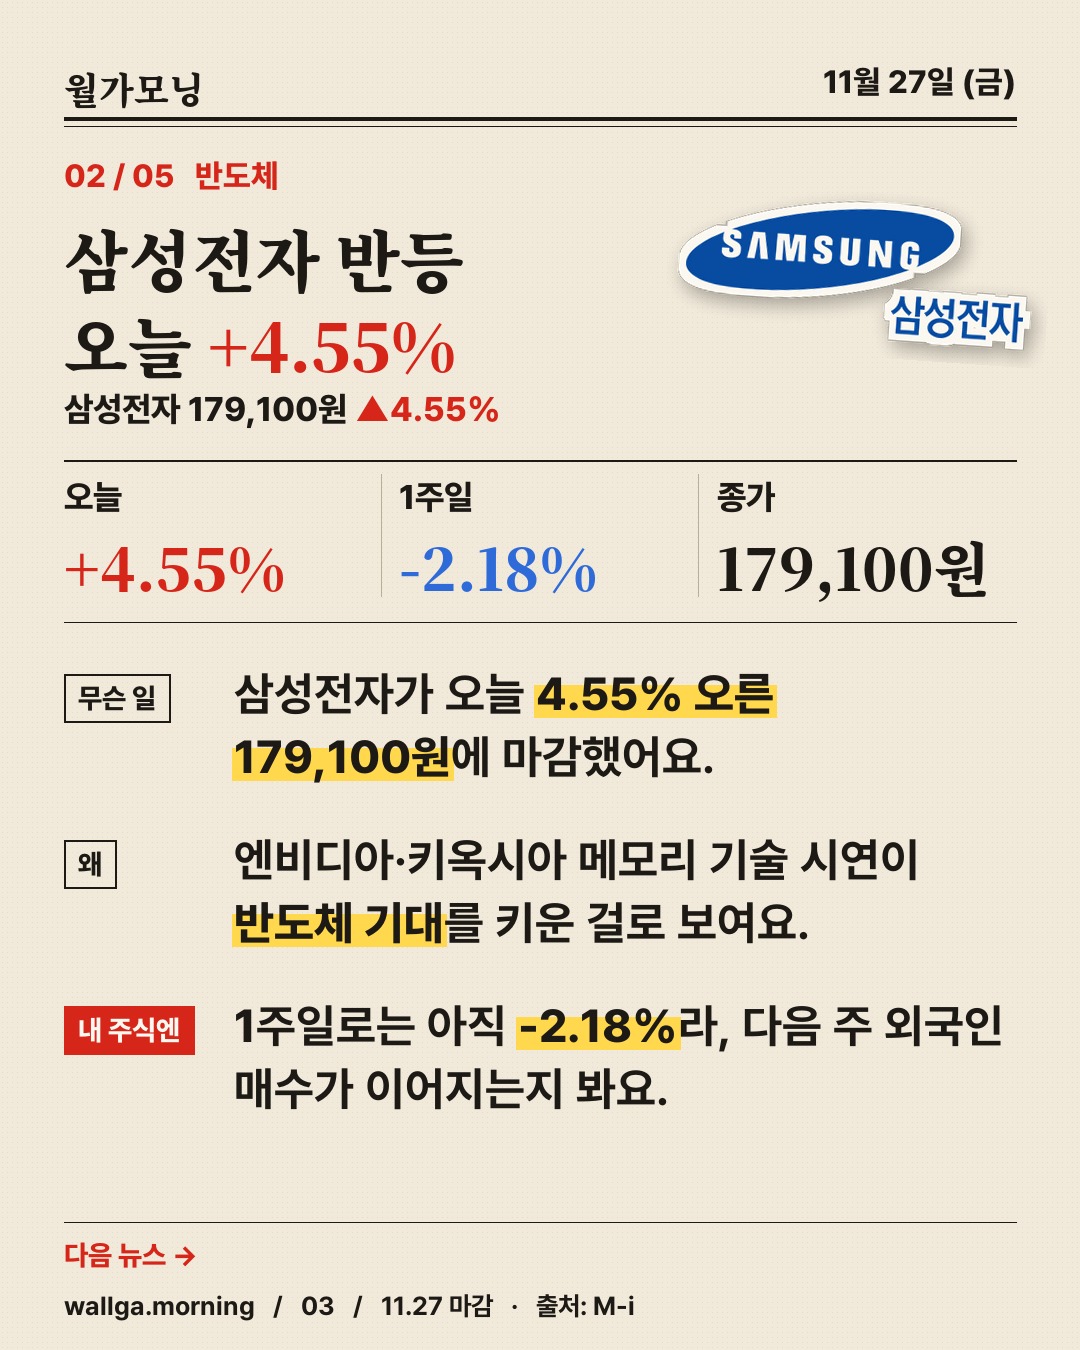 월가모닝
11월 27일 (금)
02 / 05 반도체
삼성전자 반등
오늘 +4.55%
삼성전자 179,100원 ▲4.55%
SAMSUNG
삼성전자
오늘
+4.55%
1주일
-2.18%
종가
179,100원
무슨 일
삼성전자가 오늘 4.55% 오른
179,100원에 마감했어요.
왜
엔비디아·키옥시아 메모리 기술 시연이
반도체 기대를 키운 걸로 보여요.
내 주식엔
1주일로는 아직 -2.18%라, 다음 주 외국인
매수가 이어지는지 봐요.
다음 뉴스 →
wallga.morning / 03 / 11.27 마감 · 출처: M-i